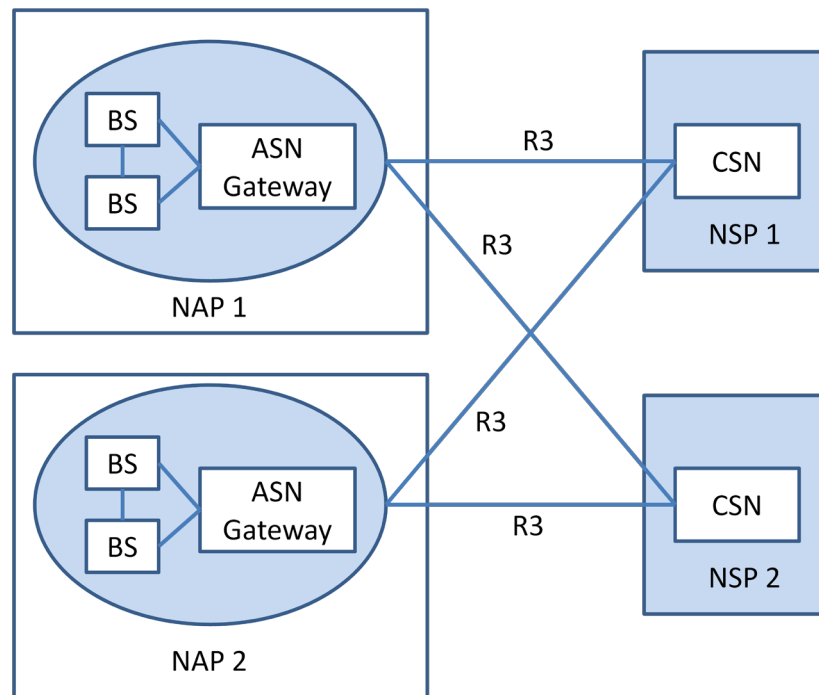 BS
BS
ASN
Gateway
NAP 1
R3
R3
CSN
NSP 1
BS
BS
ASN
Gateway
NAP 2
R3
R3
CSN
NSP 2